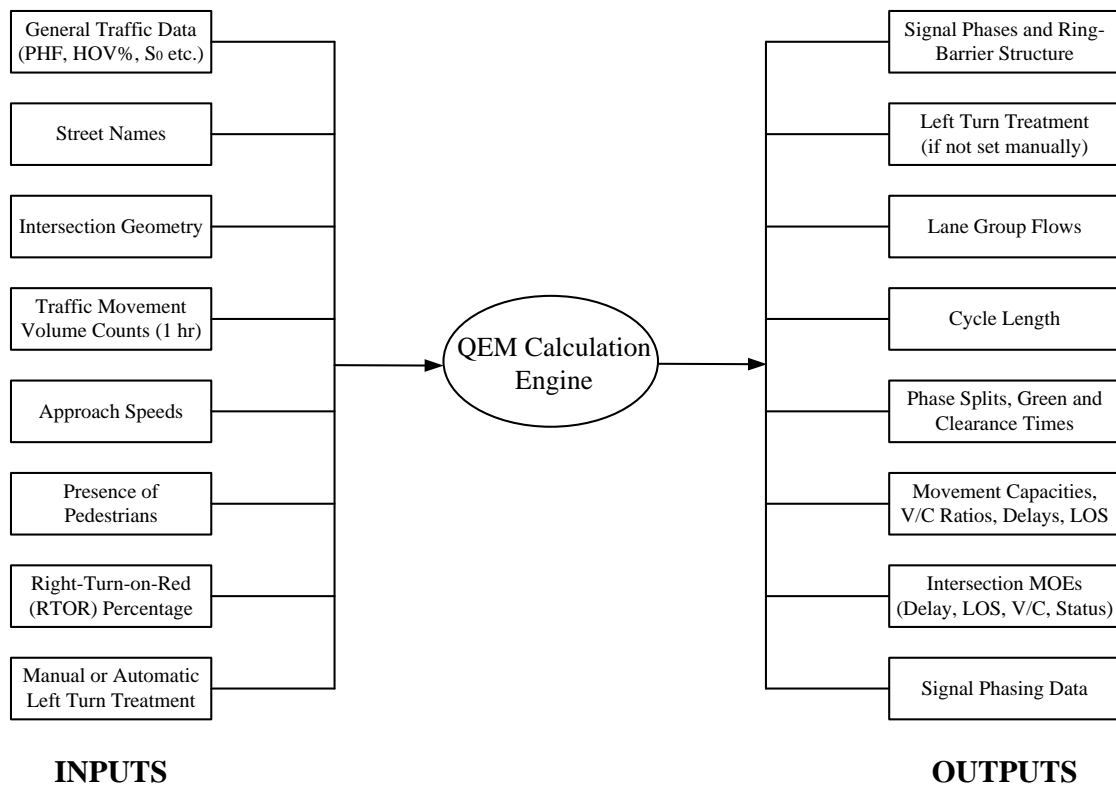 General Traffic Data
(PHF, HOV%, S₀ etc.)
Street Names
Intersection Geometry
Traffic Movement
Volume Counts (1 hr)
Approach Speeds
Presence of
Pedestrians
Right-Turn-on-Red
(RTOR) Percentage
Manual or Automatic
Left Turn Treatment
INPUTS
QEM Calculation
Engine
Signal Phases and Ring-
Barrier Structure
Left Turn Treatment
(if not set manually)
Lane Group Flows
Cycle Length
Phase Splits, Green and
Clearance Times
Movement Capacities,
V/C Ratios, Delays, LOS
Intersection MOEs
(Delay, LOS, V/C, Status)
Signal Phasing Data
OUTPUTS